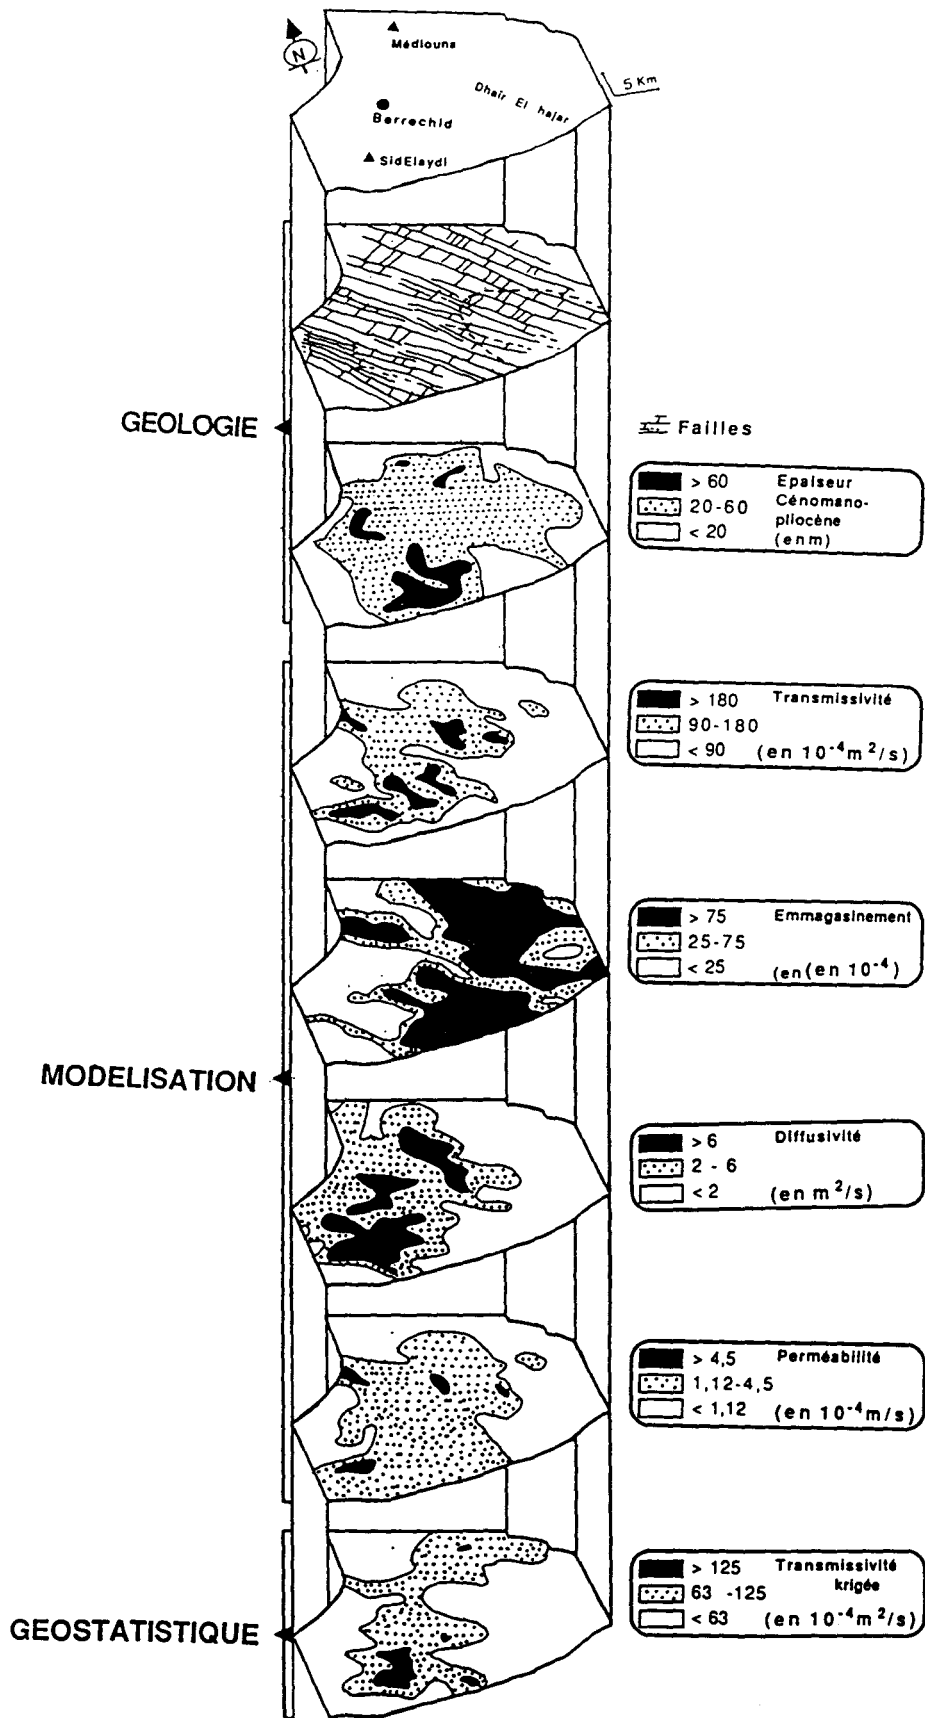 N
Médiouna
5 Km
Dhaïr El hajar
Berrechid
SidElaydi
GEOLOGIE
Failles
> 60 Epaiseur
20-60 Cénomano-
pliocène
< 20 (en m)
> 180 Transmissivité
90-180
< 90 (en 10⁻⁴m²/s)
> 75 Emmagasinement
25-75
< 25 (en (en 10⁻⁴)
MODELISATION
> 6 Diffusivité
2 - 6
< 2 (en m²/s)
> 4,5 Perméabilité
1,12-4,5
< 1,12 (en 10⁻⁴m/s)
> 125 Transmissivité
krigée
63 -125
< 63 (en 10⁻⁴m²/s)
GEOSTATISTIQUE